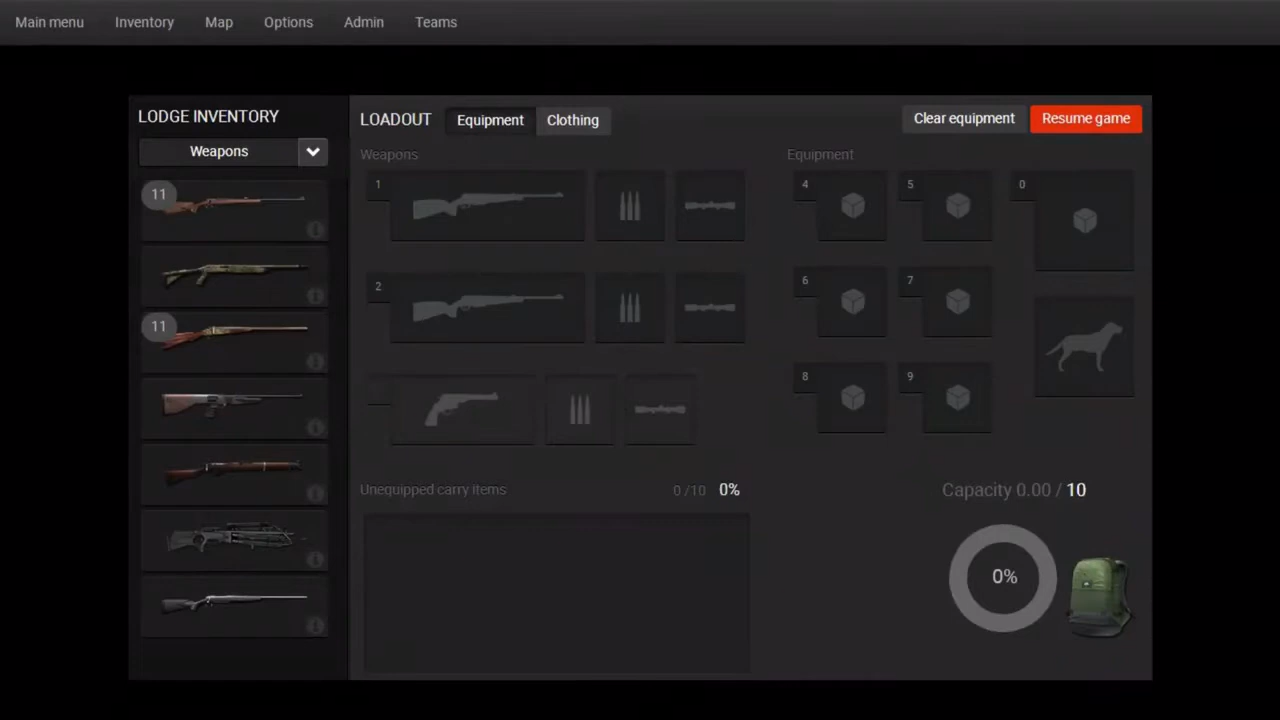 Main menu Inventory Map Options Admin Teams
LODGE INVENTORY
Weapons
11
11
LOADOUT Equipment Clothing Clear equipment Resume game
Weapons
1
2
Equipment
4 5 0
6 7
8 9
Unequipped carry items 0 /10 0%
Capacity 0.00 / 10
0%